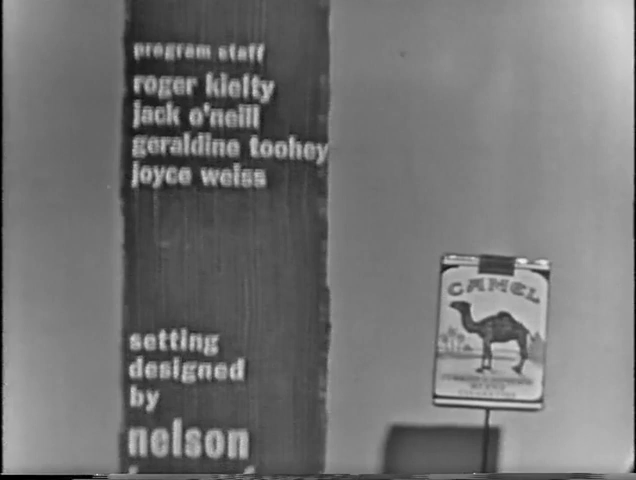 program staff
roger kielty
jack o'neill
geraldine toohey
joyce weiss
setting
designed
by
nelson
CAMEL